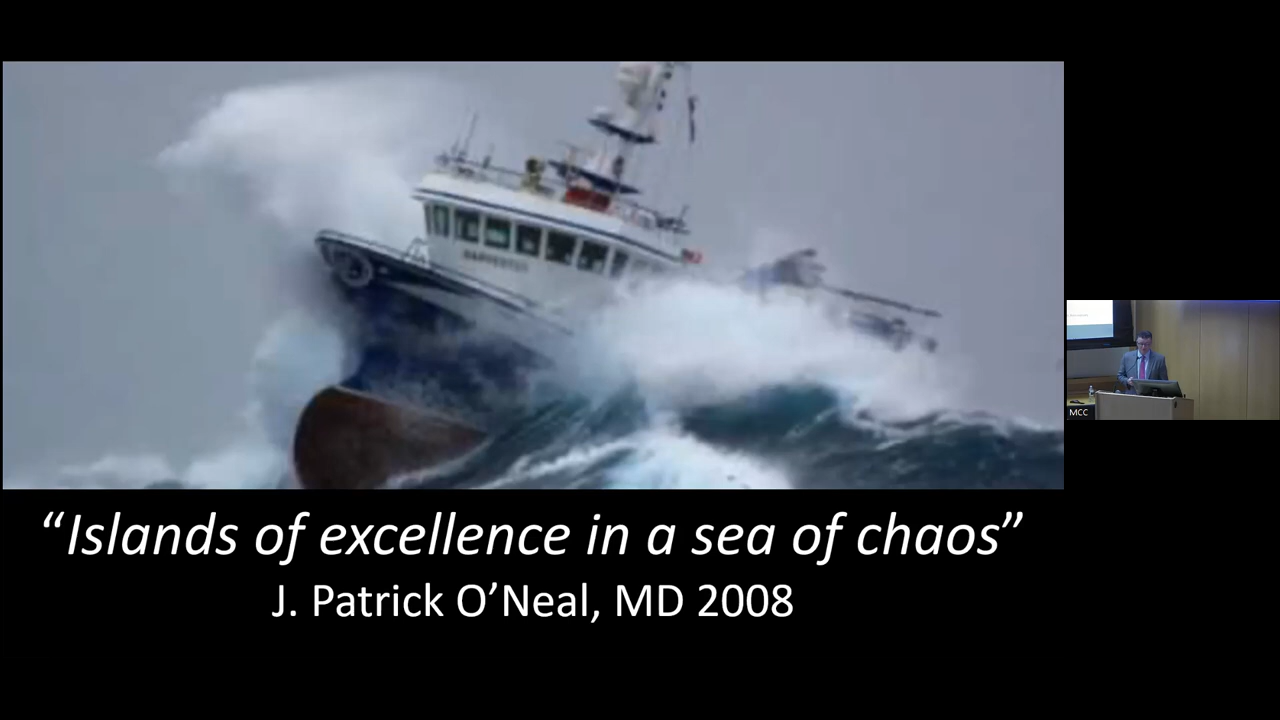 “Islands of excellence in a sea of chaos”
J. Patrick O’Neal, MD 2008
MCC